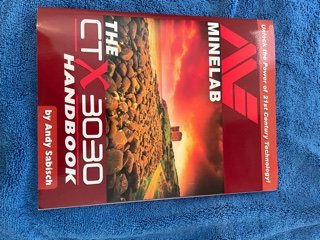 Unlock the Power of 21st Century Technology!
MINELAB
THE
CTX 3030
HANDBOOK
by Andy Sabisch